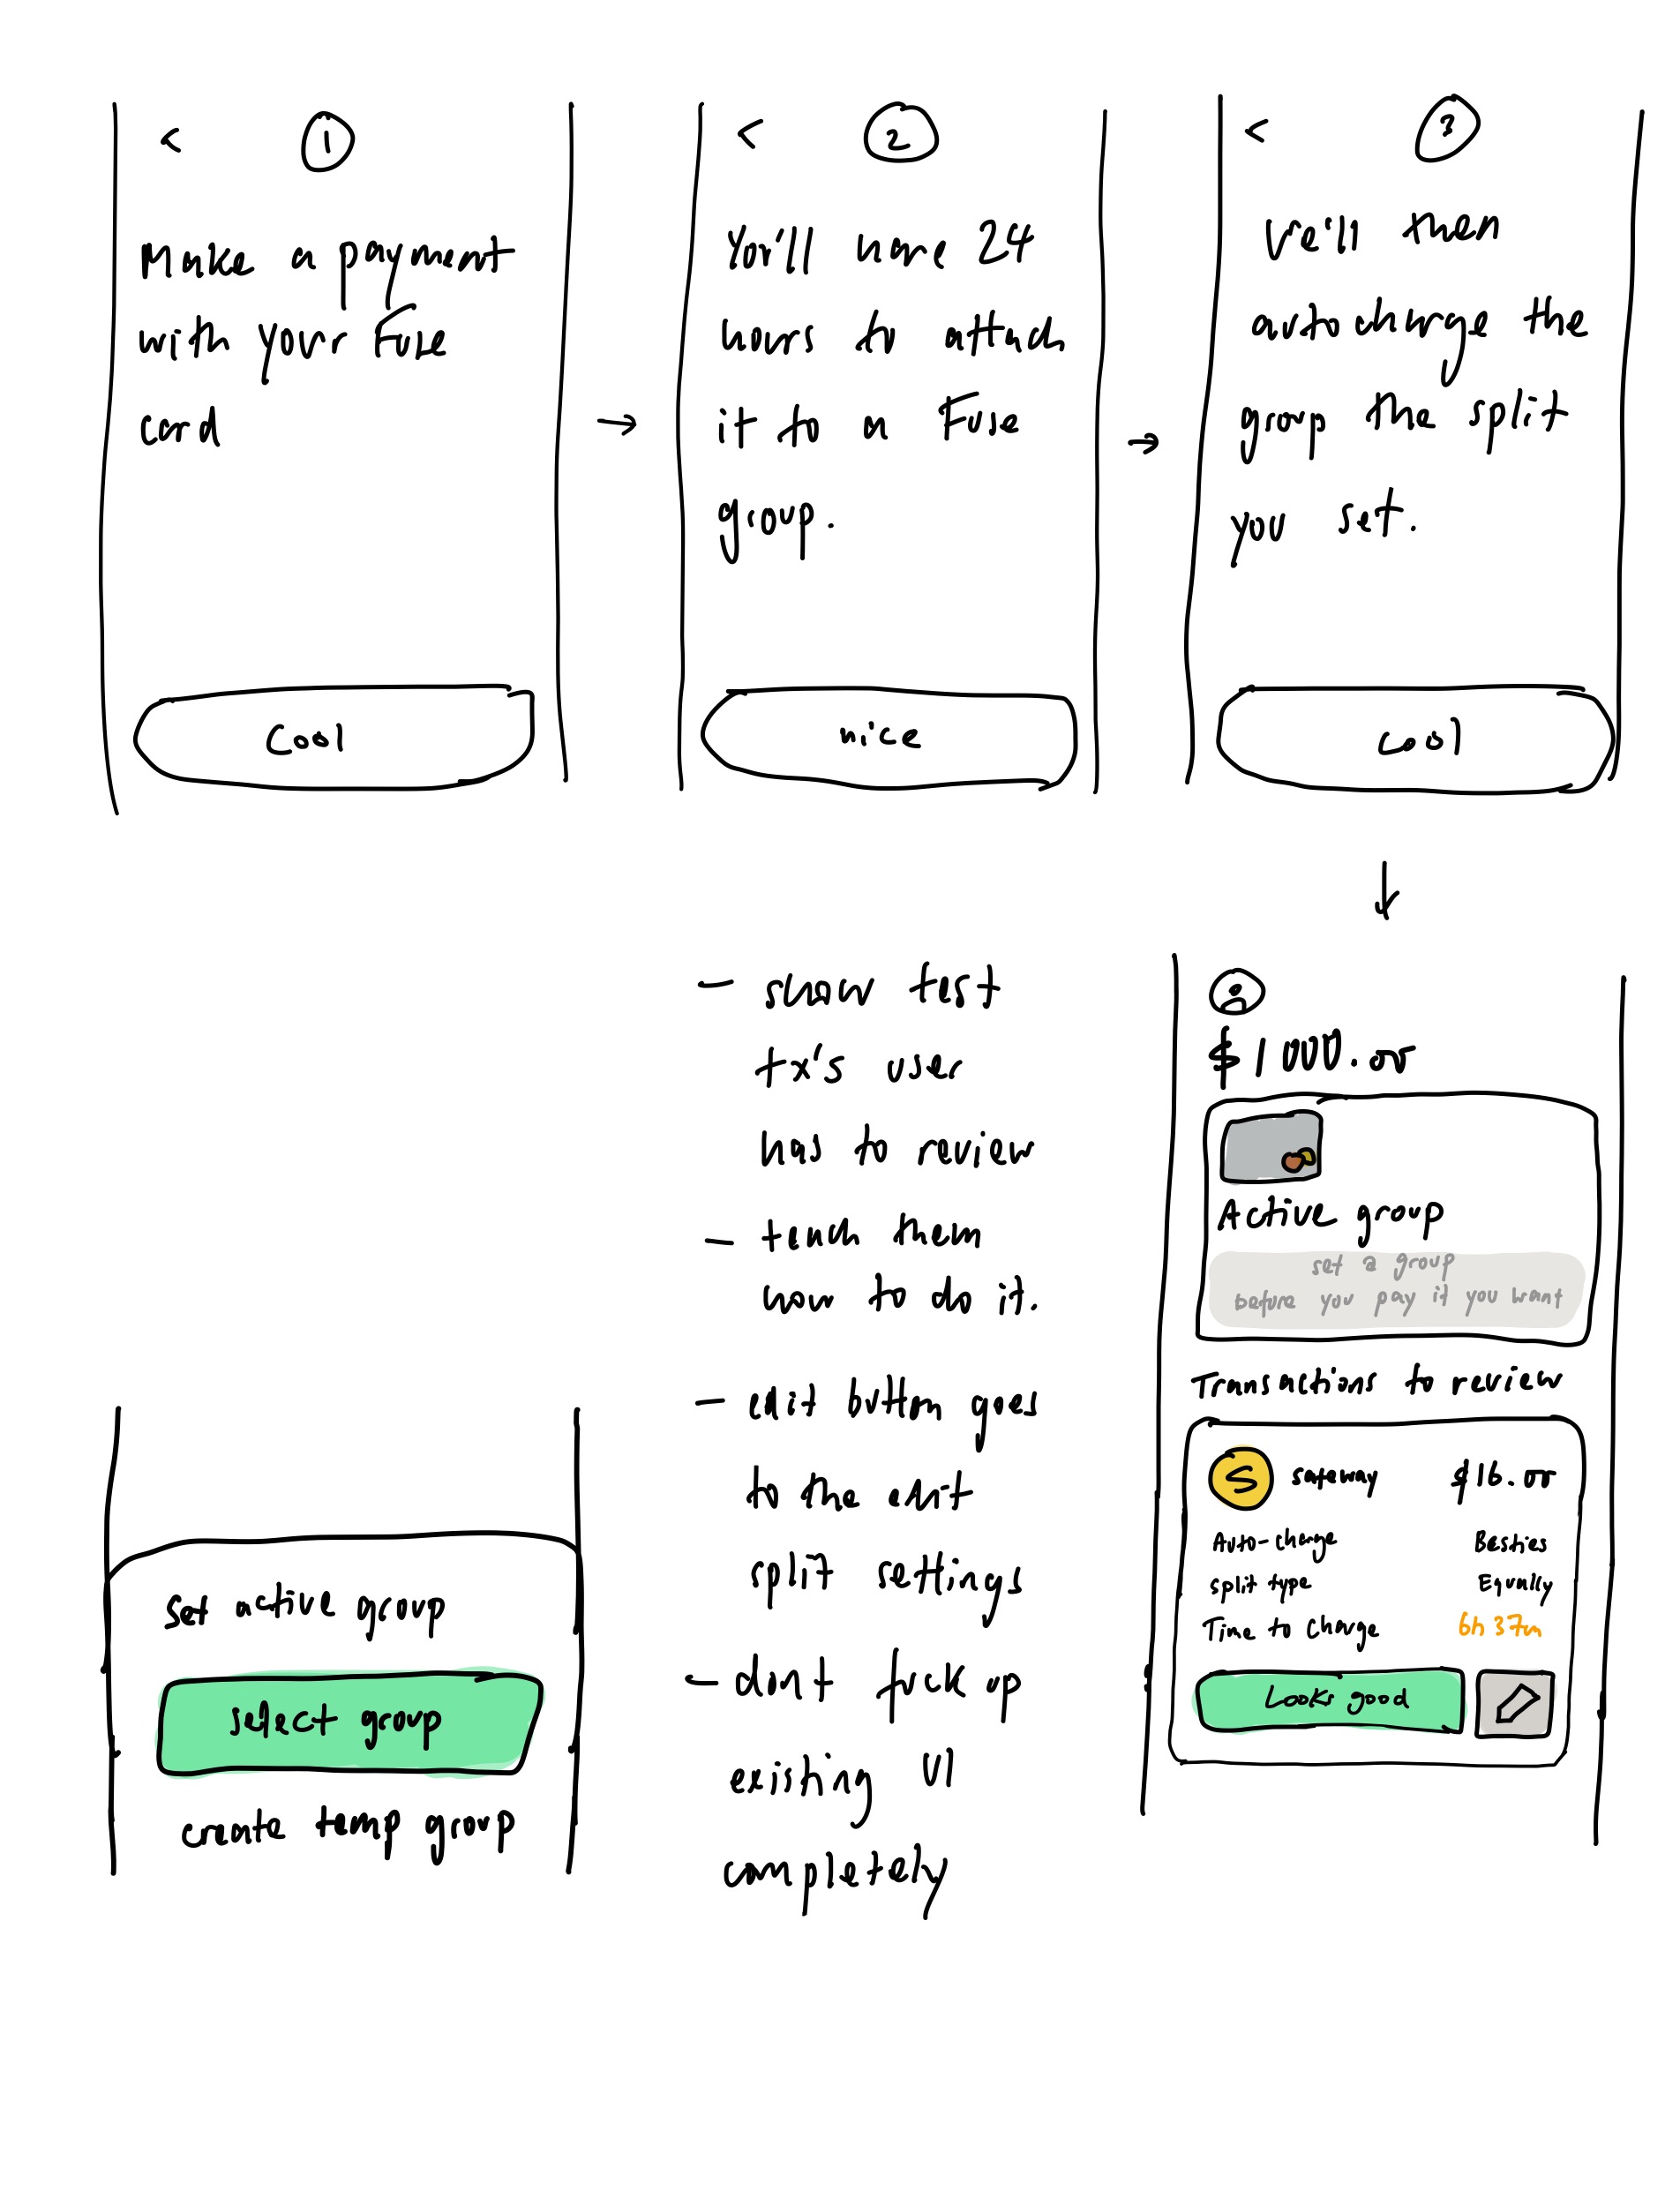 <
1
Make a payment
with your Fuse
card
Cool
<
2
You'll have 24
hours to attach
it to a Fuse
group.
nice
<
3
We'll then
autocharge the
group the split
you set.
cool
- show test
tx's user
has to review
- teach them
how to do it.
- edit button goes
to the edit
split settings
- dont fuck up
existing UI
completely
$1000.00
Active group
set a group
before you pay if you want
Transactions to review
S safeway $16.00
Auto-charge Besties
split type Equally
Time to charge 6h 37m
Looks good
set active group
select group
create temp group